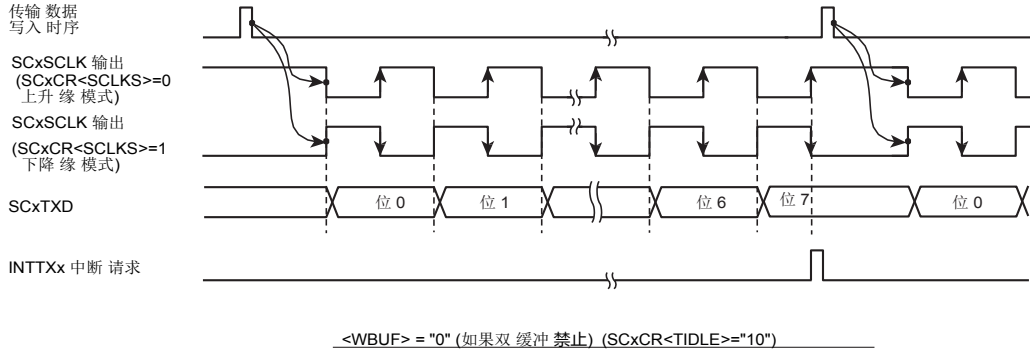 传输 数据
写入 时序
SCxSCLK 输出
(SCxCR<SCLKS>=0
上升 缘 模式)
SCxSCLK 输出
(SCxCR<SCLKS>=1
下降 缘 模式)
SCxTXD
位 0
位 1
位 6
位 7
位 0
INTTXx 中断 请求
<WBUF> = "0" (如果双 缓冲 禁止) (SCxCR<TIDLE>="10")